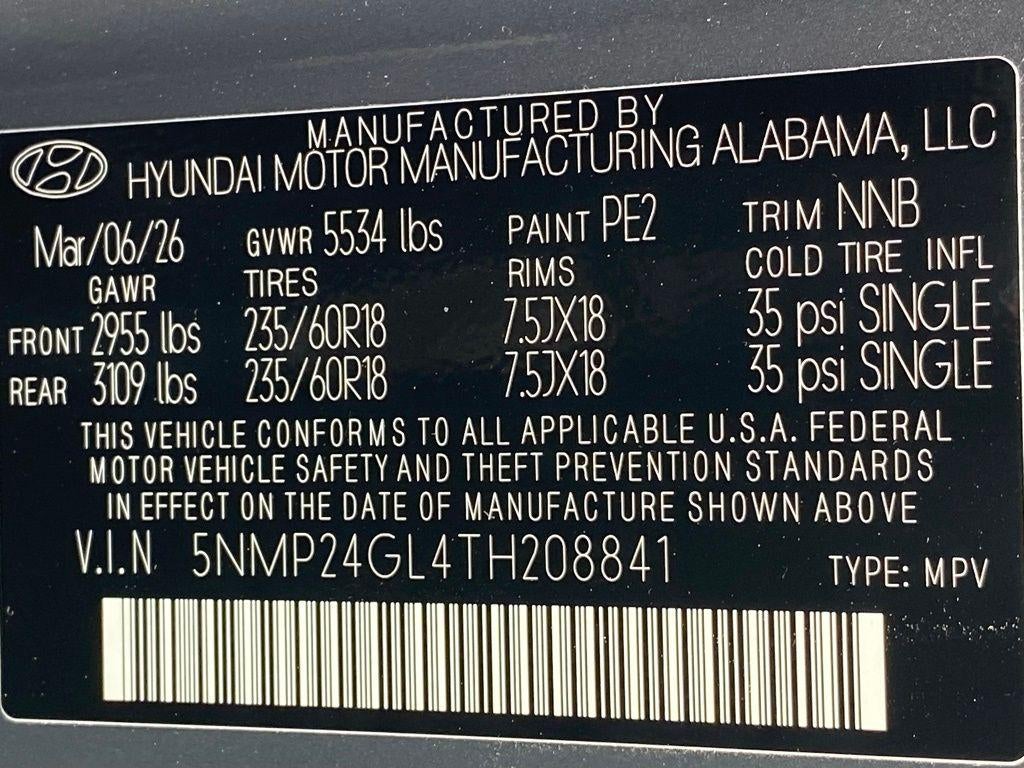 MANUFACTURED BY
HYUNDAI MOTOR MANUFACTURING ALABAMA, LLC
Mar/06/26 GVWR 5534 lbs PAINT PE2 TRIM NNB
GAWR TIRES RIMS COLD TIRE INFL
FRONT 2955 lbs 235/60R18 7.5JX18 35 psi SINGLE
REAR 3109 lbs 235/60R18 7.5JX18 35 psi SINGLE
THIS VEHICLE CONFORMS TO ALL APPLICABLE U.S.A. FEDERAL
MOTOR VEHICLE SAFETY AND THEFT PREVENTION STANDARDS
IN EFFECT ON THE DATE OF MANUFACTURE SHOWN ABOVE
V.I.N 5NMP24GL4TH208841 TYPE: MPV